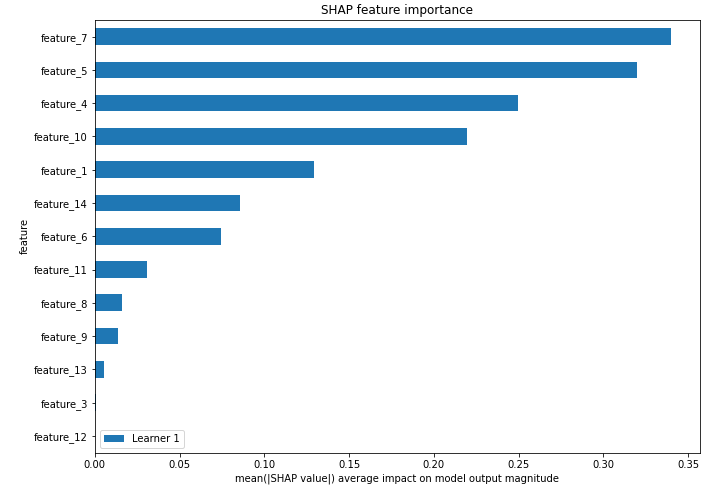 SHAP feature importance
feature_7
feature_5
feature_4
feature_10
feature_1
feature_14
feature_6
feature_11
feature_8
feature_9
feature_13
feature_3
feature_12
feature
Learner 1
0.00 0.05 0.10 0.15 0.20 0.25 0.30 0.35
mean(|SHAP value|) average impact on model output magnitude